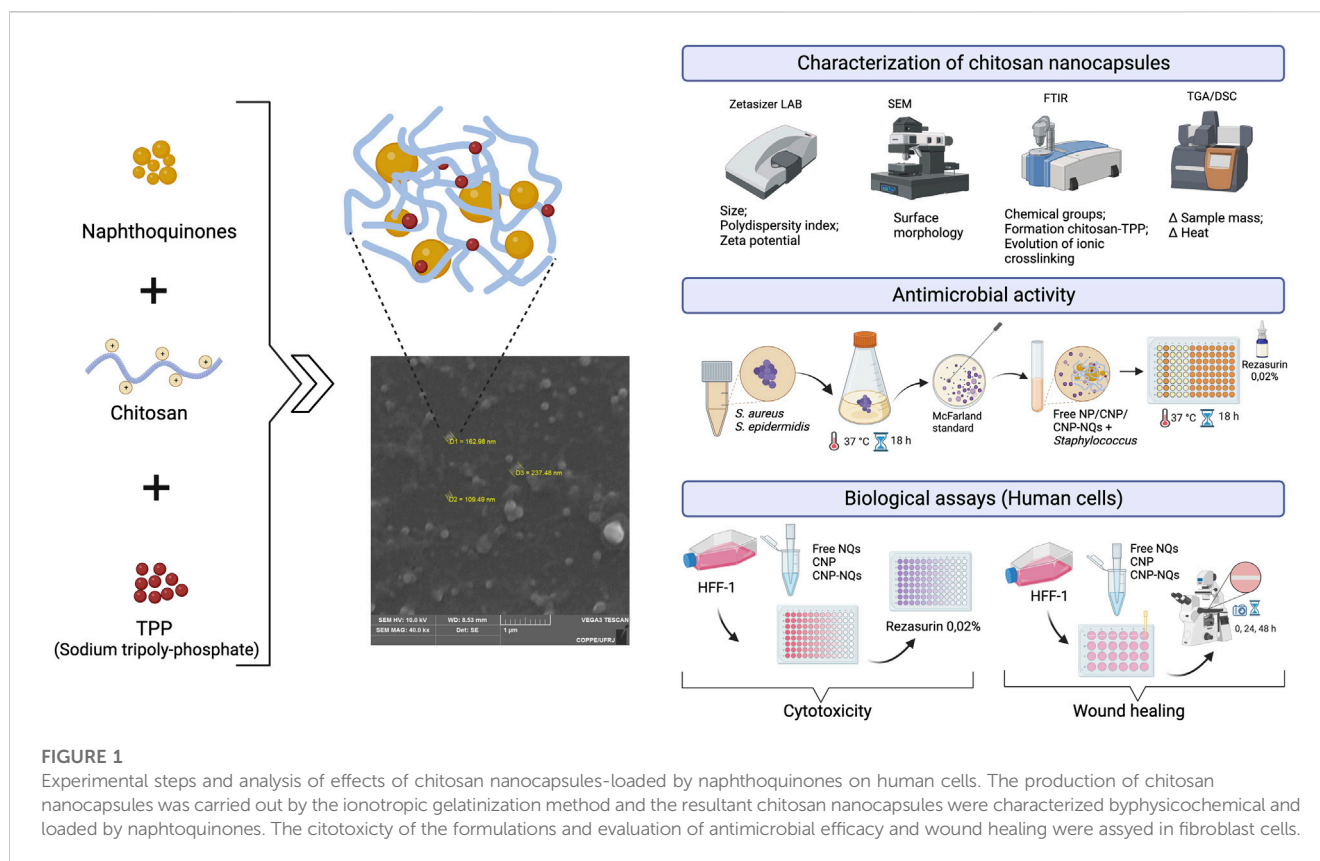 Naphthoquinones
+
Chitosan
+
TPP
(Sodium tripoly-phosphate)
D1 = 162.98 nm
D3 = 237.48 nm
D2 = 109.49 nm
SEM HV: 10.0 kV WD: 8.53 mm VEGA3 TESCAN
SEM MAG: 40.0 kx Det: SE 1 µm
COPPE/UFRJ
Characterization of chitosan nanocapsules
Zetasizer LAB
Size;
Polydispersity index;
Zeta potential
SEM
Surface
morphology
FTIR
Chemical groups;
Formation chitosan-TPP;
Evolution of ionic
crosslinking
TGA/DSC
Δ Sample mass;
Δ Heat
Antimicrobial activity
S. aureus
S. epidermidis
37 °C 18 h
McFarland
standard
Free NP/CNP/
CNP-NQs +
Staphylococcus
Rezasurin
0,02%
37 °C 18 h
Biological assays (Human cells)
HFF-1
Free NQs
CNP
CNP-NQs
Rezasurin 0,02%
Cytotoxicity
HFF-1
Free NQs
CNP
CNP-NQs
0, 24, 48 h
Wound healing
FIGURE 1
Experimental steps and analysis of effects of chitosan nanocapsules-loaded by naphthoquinones on human cells. The production of chitosan
nanocapsules was carried out by the ionotropic gelatinization method and the resultant chitosan nanocapsules were characterized byphysicochemical and
loaded by naphtoquinones. The citotoxicty of the formulations and evaluation of antimicrobial efficacy and wound healing were assyed in fibroblast cells.